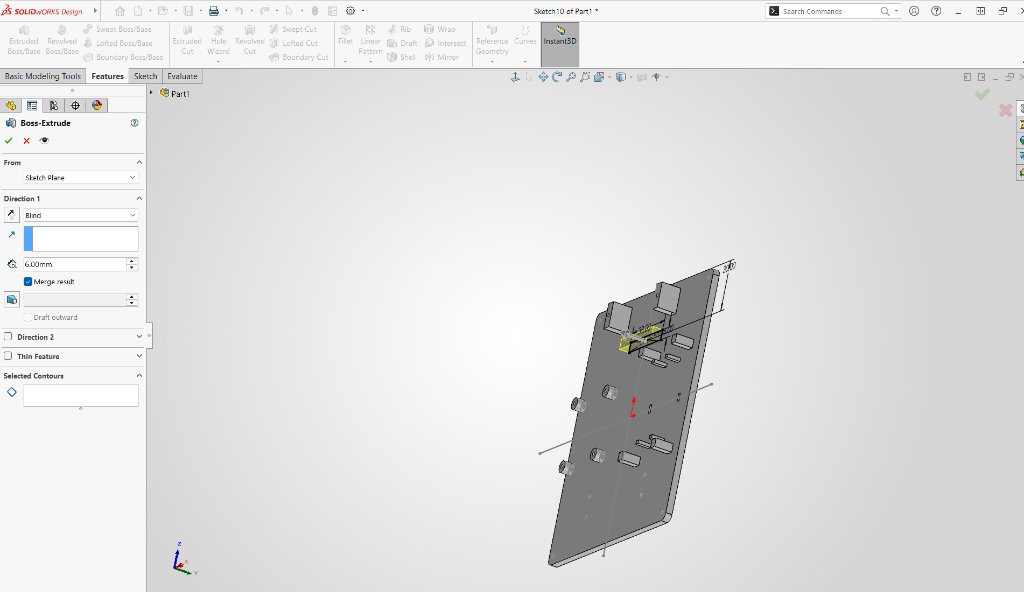 SOLIDWORKS Design
Sketch10 of Part1 *
Search Commands
Extruded Boss/Base
Revolved Boss/Base
Swept Boss/Base
Lofted Boss/Base
Boundary Boss/Base
Extruded Cut
Hole Wizard
Revolved Cut
Swept Cut
Lofted Cut
Boundary Cut
Fillet
Linear Pattern
Rib
Draft
Shell
Wrap
Intersect
Mirror
Reference Geometry
Curves
Instant3D
Basic Modeling Tools
Features
Sketch
Evaluate
Part1
Boss-Extrude
From
Sketch Plane
Direction 1
Blind
6.00mm
Merge result
Draft outward
Direction 2
Thin Feature
Selected Contours
Z
X
Y